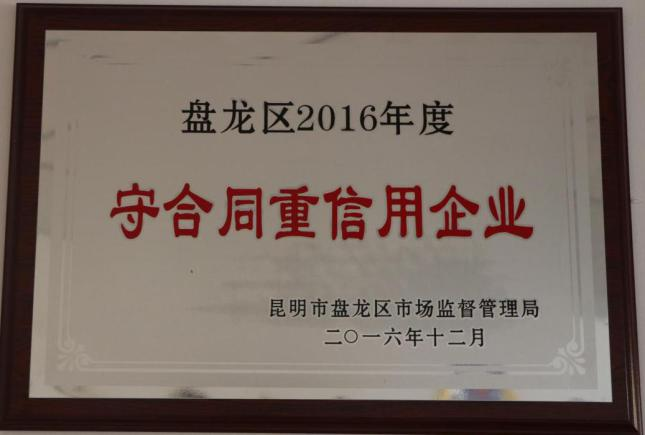 盘龙区2016年度
守合同重信用企业
昆明市盘龙区市场监督管理局
二〇一六年十二月